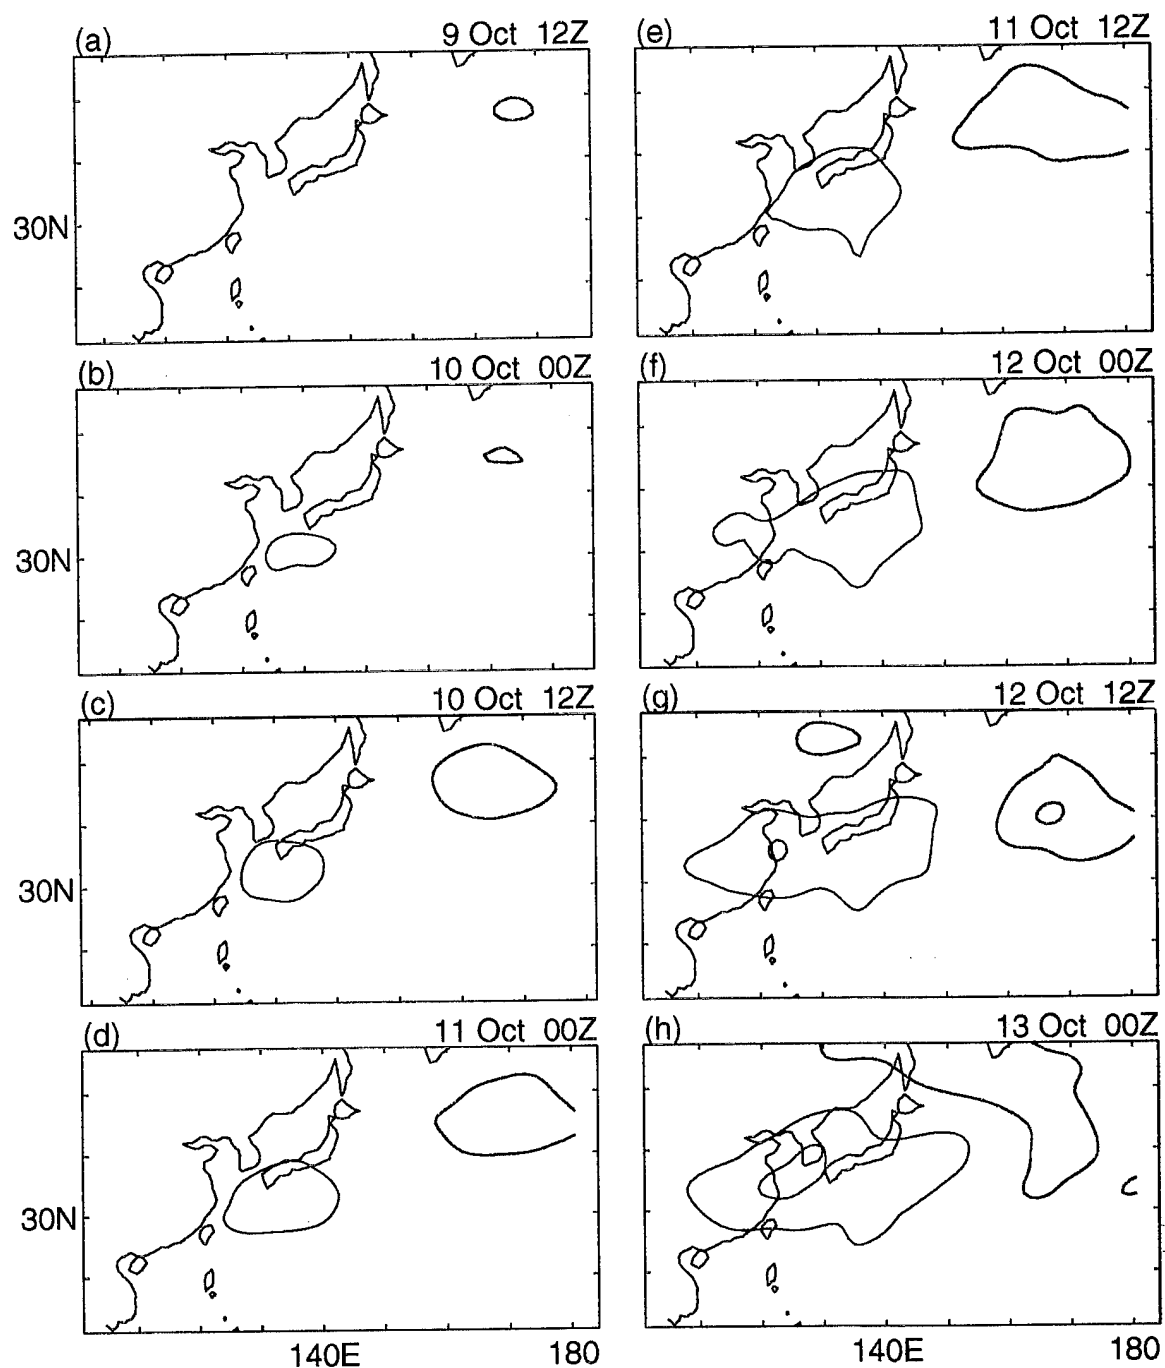 (a) 9 Oct 12Z
30N
(b) 10 Oct 00Z
30N
(c) 10 Oct 12Z
30N
(d) 11 Oct 00Z
30N
140E 180
(e) 11 Oct 12Z
(f) 12 Oct 00Z
(g) 12 Oct 12Z
(h) 13 Oct 00Z
140E 180